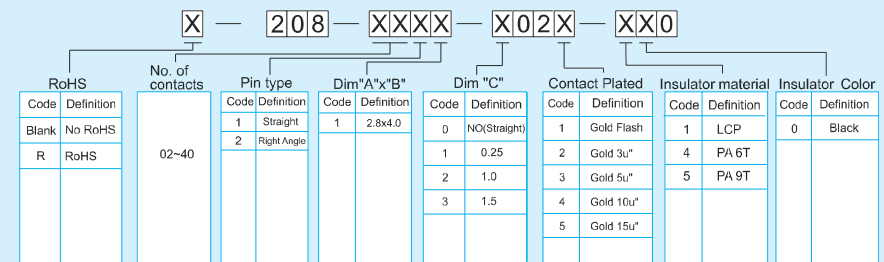 X — 208 — XXXX — X02X — XX0
RoHS
Code Definition
Blank No RoHS
R RoHS
No. of
contacts
02~40
Pin type
Code Definition
1 Straight
2 Right Angle
Dim"A"x"B"
Code Definition
1 2.8x4.0
Dim "C"
Code Definition
0 NO(Straight)
1 0.25
2 1.0
3 1.5
Contact Plated
Code Definition
1 Gold Flash
2 Gold 3u"
3 Gold 5u"
4 Gold 10u"
5 Gold 15u"
Insulator material
Code Definition
1 LCP
4 PA 6T
5 PA 9T
Insulator Color
Code Definition
0 Black